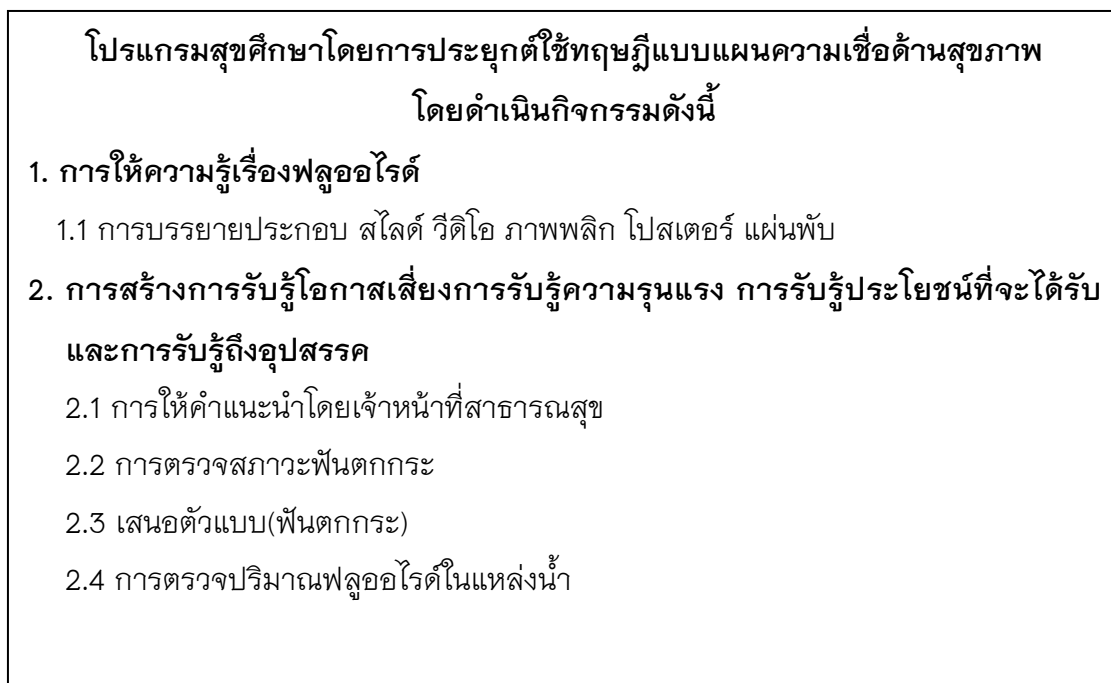 โปรแกรมสุขศึกษาโดยการประยุกต์ใช้ทฤษฎีแบบแผนความเชื่อด้านสุขภาพ
โดยดำเนินกิจกรรมดังนี้
1. การให้ความรู้เรื่องฟลูออไรด์
1.1 การบรรยายประกอบ สไลด์ วีดิโอ ภาพพลิก โปสเตอร์ แผ่นพับ
2. การสร้างการรับรู้โอกาสเสี่ยงการรับรู้ความรุนแรง การรับรู้ประโยชน์ที่จะได้รับ
และการรับรู้ถึงอุปสรรค
2.1 การให้คำแนะนำโดยเจ้าหน้าที่สาธารณสุข
2.2 การตรวจสภาวะฟันตกกระ
2.3 เสนอตัวแบบ(ฟันตกกระ)
2.4 การตรวจปริมาณฟลูออไรด์ในแหล่งน้ำ